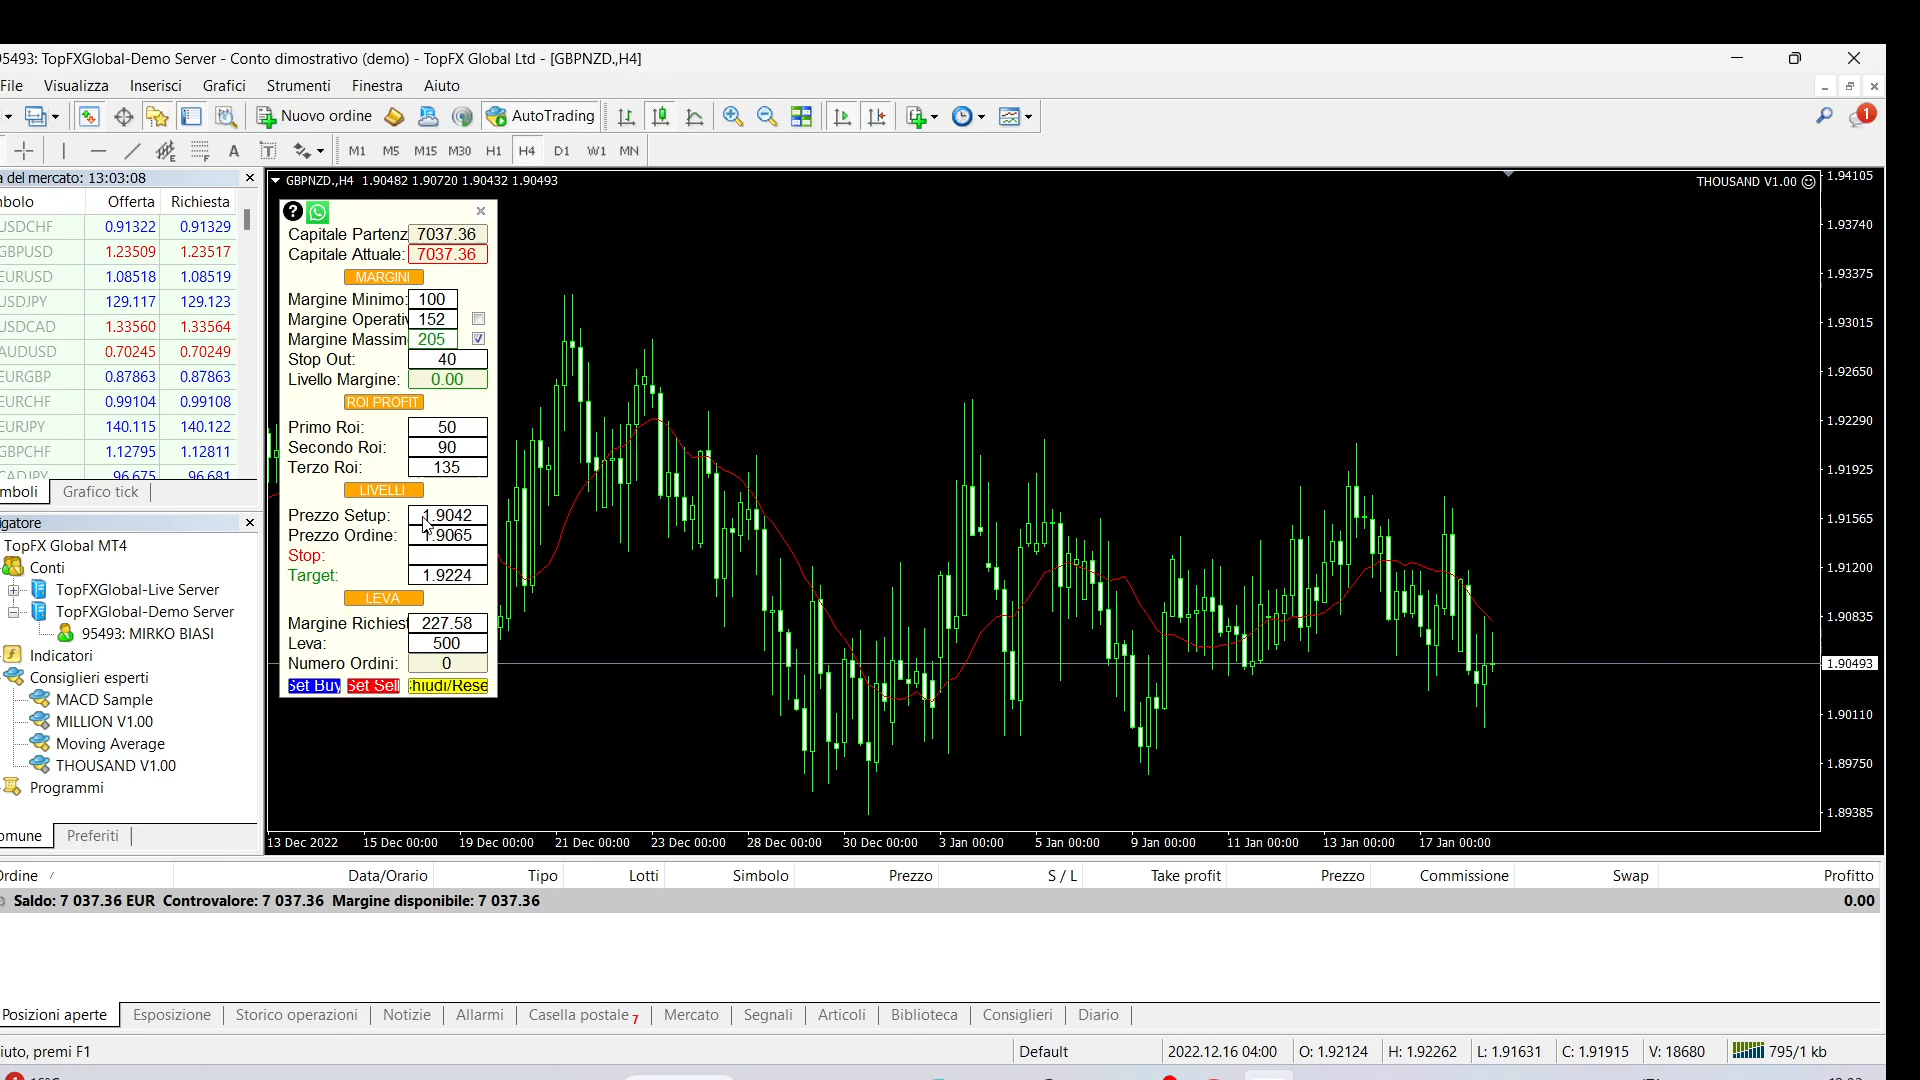 95493: TopFXGlobal-Demo Server - Conto dimostrativo (demo) - TopFX Global Ltd - [GBPNZD.,H4]
File Visualizza Inserisci Grafici Strumenti Finestra Aiuto
Nuovo ordine AutoTrading 1
A T M1 M5 M15 M30 H1 H4 D1 W1 MN
a del mercato: 13:03:08
mbolo Offerta Richiesta
USDCHF 0.91322 0.91329
GBPUSD 1.23509 1.23517
EURUSD 1.08518 1.08519
USDJPY 129.117 129.123
USDCAD 1.33560 1.33564
AUDUSD 0.70245 0.70249
EURGBP 0.87863 0.87863
EURCHF 0.99104 0.99108
EURJPY 140.115 140.122
GBPCHF 1.12795 1.12811
CADJPY 96.675 96.681
mboli Grafico tick
igatore
TopFX Global MT4
Conti
TopFXGlobal-Live Server
TopFXGlobal-Demo Server
95493: MIRKO BIASI
Indicatori
Consiglieri esperti
MACD Sample
MILLION V1.00
Moving Average
THOUSAND V1.00
Programmi
omune Preferiti
GBPNZD.,H4 1.90482 1.90720 1.90432 1.90493
THOUSAND V1.00
?
Capitale Partenz 7037.36
Capitale Attuale: 7037.36
MARGINI
Margine Minimo: 100
Margine Operativ 152
Margine Massim 205
Stop Out: 40
Livello Margine: 0.00
ROI PROFIT
Primo Roi: 50
Secondo Roi: 90
Terzo Roi: 135
LIVELLI
Prezzo Setup: 1.9042
Prezzo Ordine: 1.9065
Stop:
Target: 1.9224
LEVA
Margine Richiest 227.58
Leva: 500
Numero Ordini: 0
Set Buy Set Sell hiudi/Rese
1.94105
1.93740
1.93375
1.93015
1.92650
1.92290
1.91925
1.91565
1.91200
1.90835
1.90493
1.90110
1.89750
1.89385
13 Dec 2022 15 Dec 00:00 19 Dec 00:00 21 Dec 00:00 23 Dec 00:00 28 Dec 00:00 30 Dec 00:00 3 Jan 00:00 5 Jan 00:00 9 Jan 00:00 11 Jan 00:00 13 Jan 00:00 17 Jan 00:00
Ordine / Data/Orario Tipo Lotti Simbolo Prezzo S / L Take profit Prezzo Commissione Swap Profitto
Saldo: 7 037.36 EUR Controvalore: 7 037.36 Margine disponibile: 7 037.36 0.00
Posizioni aperte Esposizione Storico operazioni Notizie Allarmi Casella postale 7 Mercato Segnali Articoli Biblioteca Consiglieri Diario
iuto, premi F1 Default 2022.12.16 04:00 O: 1.92124 H: 1.92262 L: 1.91631 C: 1.91915 V: 18680 795/1 kb